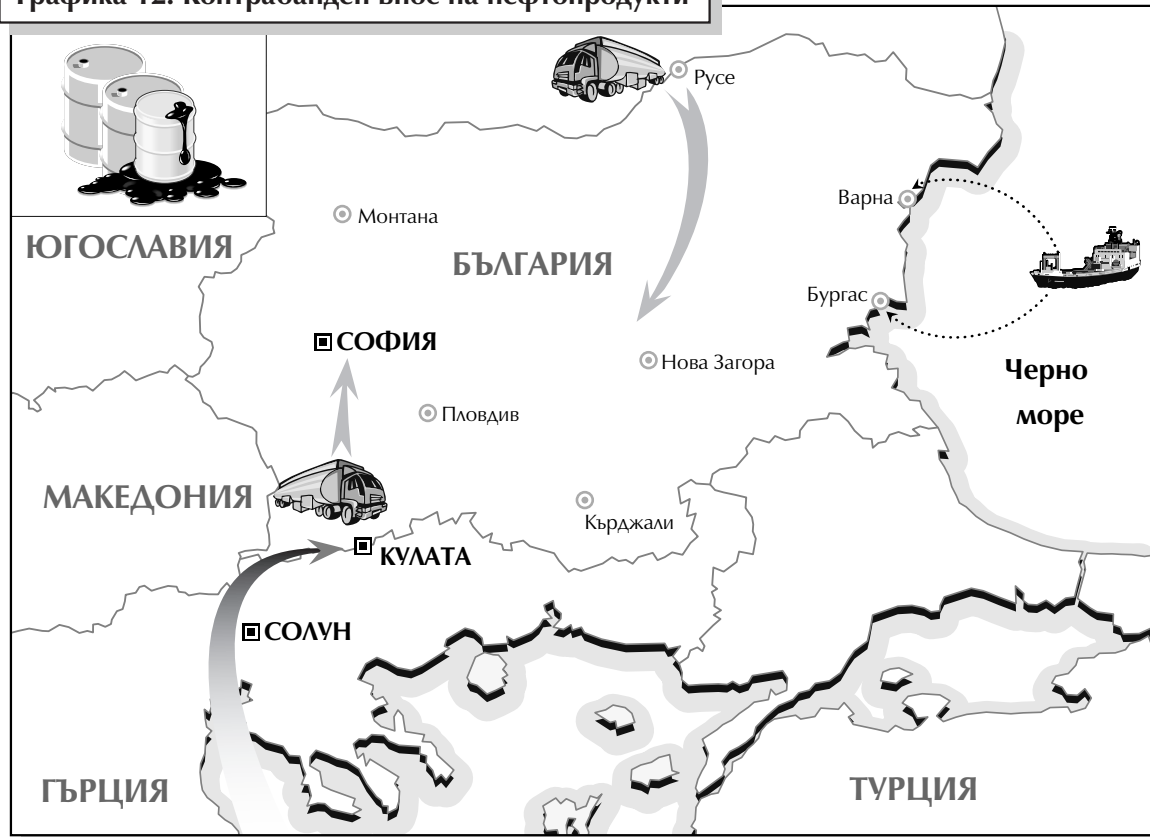 Графика 12. Контрабанден внос на нефтопродукти
Русе
Варна
Монтана
ЮГОСЛАВИЯ
БЪЛГАРИЯ
Бургас
СОФИЯ
Нова Загора
Черно
море
Пловдив
МАКЕДОНИЯ
Кърджали
КУЛАТА
СОЛУН
ГЪРЦИЯ
ТУРЦИЯ